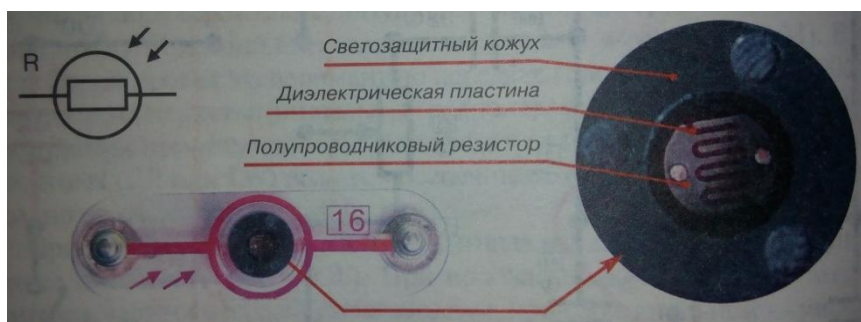 R
Светозащитный кожух
Диэлектрическая пластина
Полупроводниковый резистор
16